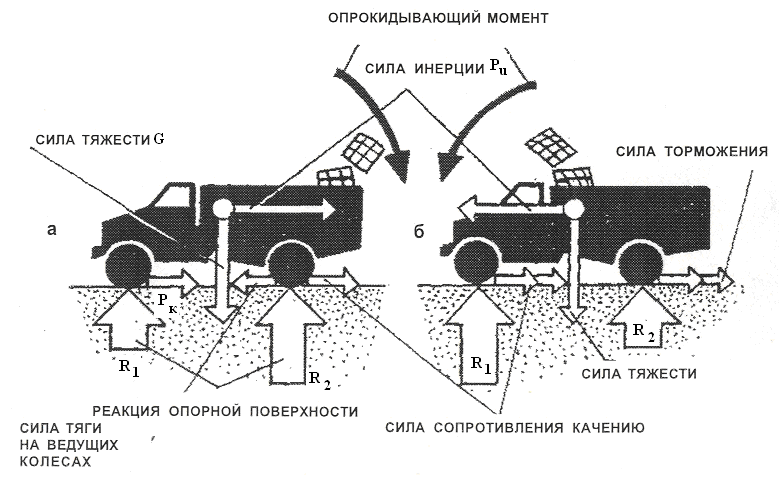 ОПРОКИДЫВАЮЩИЙ МОМЕНТ
СИЛА ИНЕРЦИИ Pu
СИЛА ТЯЖЕСТИ G
СИЛА ТОРМОЖЕНИЯ
а
б
Pк
R1
R2
R1
R2
СИЛА ТЯЖЕСТИ
РЕАКЦИЯ ОПОРНОЙ ПОВЕРХНОСТИ
СИЛА ТЯГИ
НА ВЕДУЩИХ
КОЛЕСАХ
СИЛА СОПРОТИВЛЕНИЯ КАЧЕНИЮ